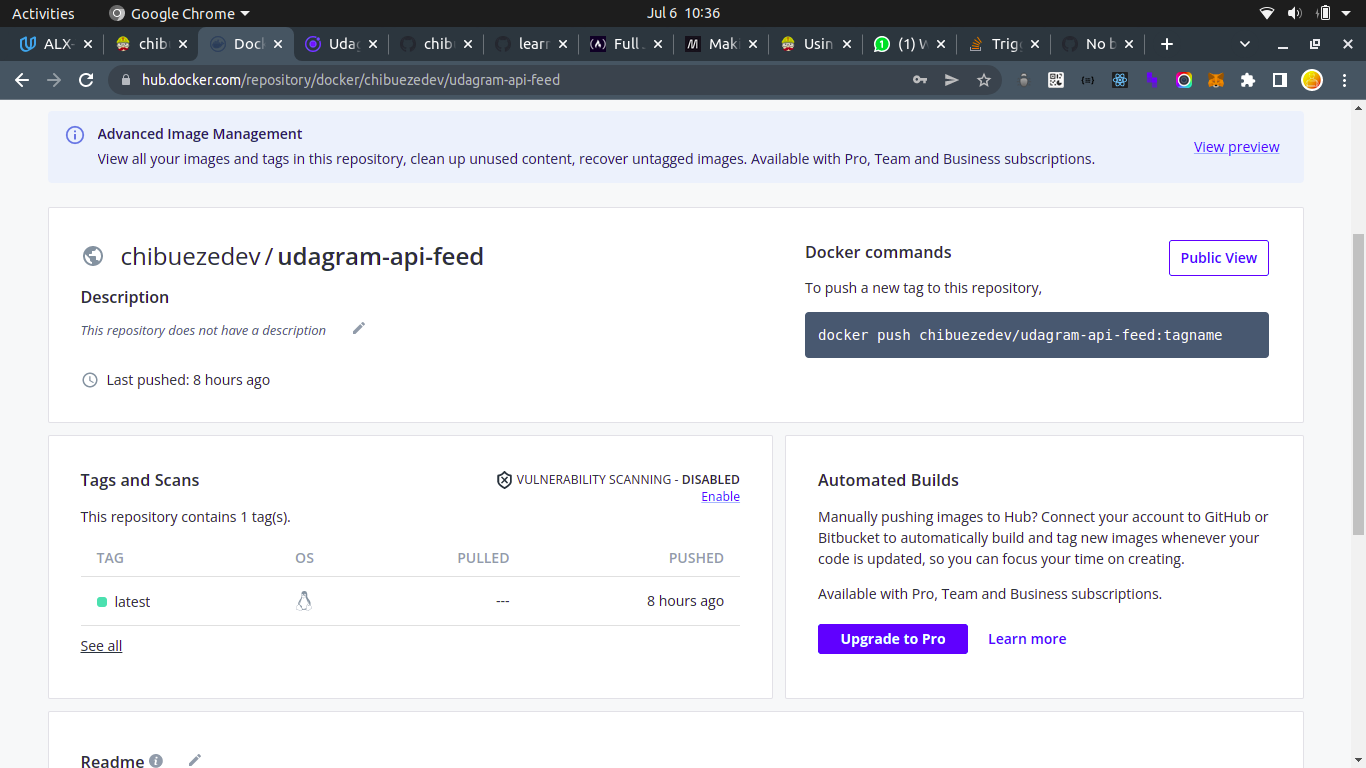 Activities
Google Chrome
Jul 6 10:36
ALX-
chib
Doc
Uda
chib
lear
Full
Maki
Usin
(1) W
Trig
No b
hub.docker.com/repository/docker/chibuezedev/udagram-api-feed
Advanced Image Management
View all your images and tags in this repository, clean up unused content, recover untagged images. Available with Pro, Team and Business subscriptions.
View preview
chibuezedev / udagram-api-feed
Description
This repository does not have a description
Last pushed: 8 hours ago
Docker commands
Public View
To push a new tag to this repository,
docker push chibuezedev/udagram-api-feed:tagname
Tags and Scans
VULNERABILITY SCANNING - DISABLED
Enable
This repository contains 1 tag(s).
TAG OS PULLED PUSHED
latest --- 8 hours ago
See all
Automated Builds
Manually pushing images to Hub? Connect your account to GitHub or
Bitbucket to automatically build and tag new images whenever your
code is updated, so you can focus your time on creating.
Available with Pro, Team and Business subscriptions.
Upgrade to Pro
Learn more
Readme